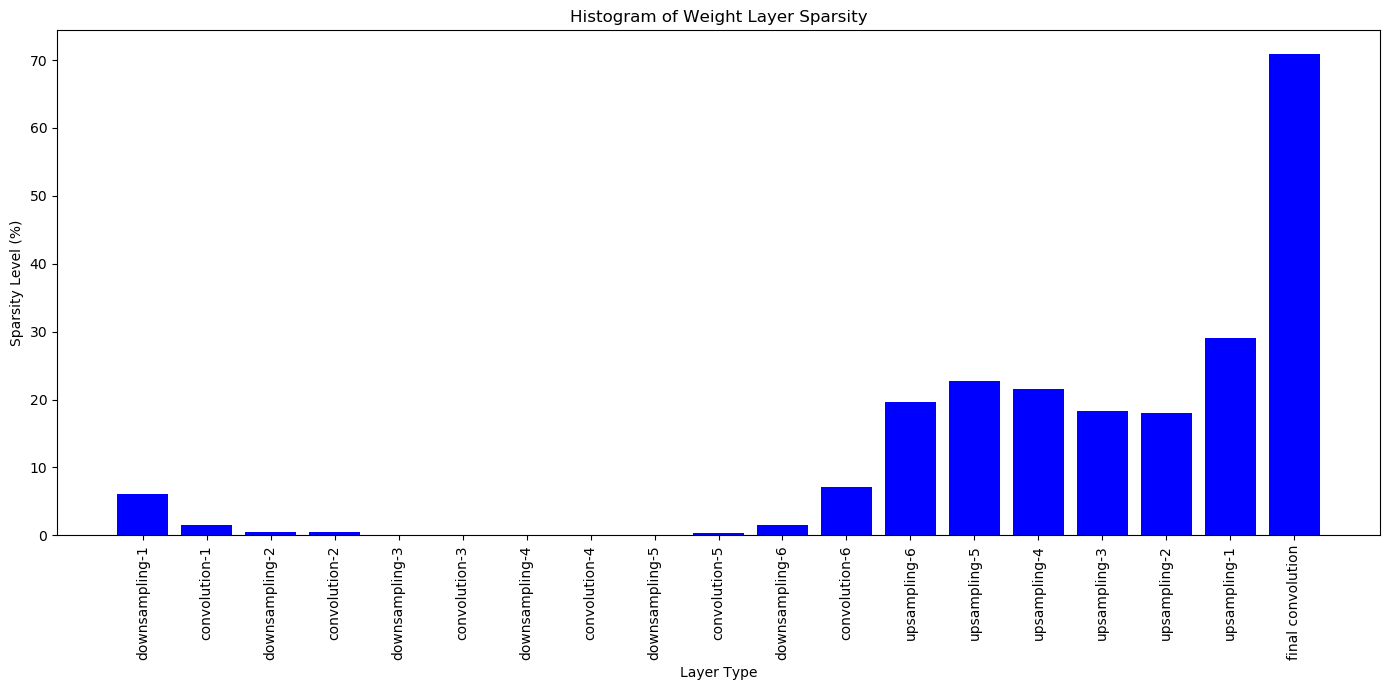 Histogram of Weight Layer Sparsity
Sparsity Level (%)
70
60
50
40
30
20
10
0
downsampling-1
convolution-1
downsampling-2
convolution-2
downsampling-3
convolution-3
downsampling-4
convolution-4
downsampling-5
convolution-5
downsampling-6
convolution-6
upsampling-6
upsampling-5
upsampling-4
upsampling-3
upsampling-2
upsampling-1
final convolution
Layer Type